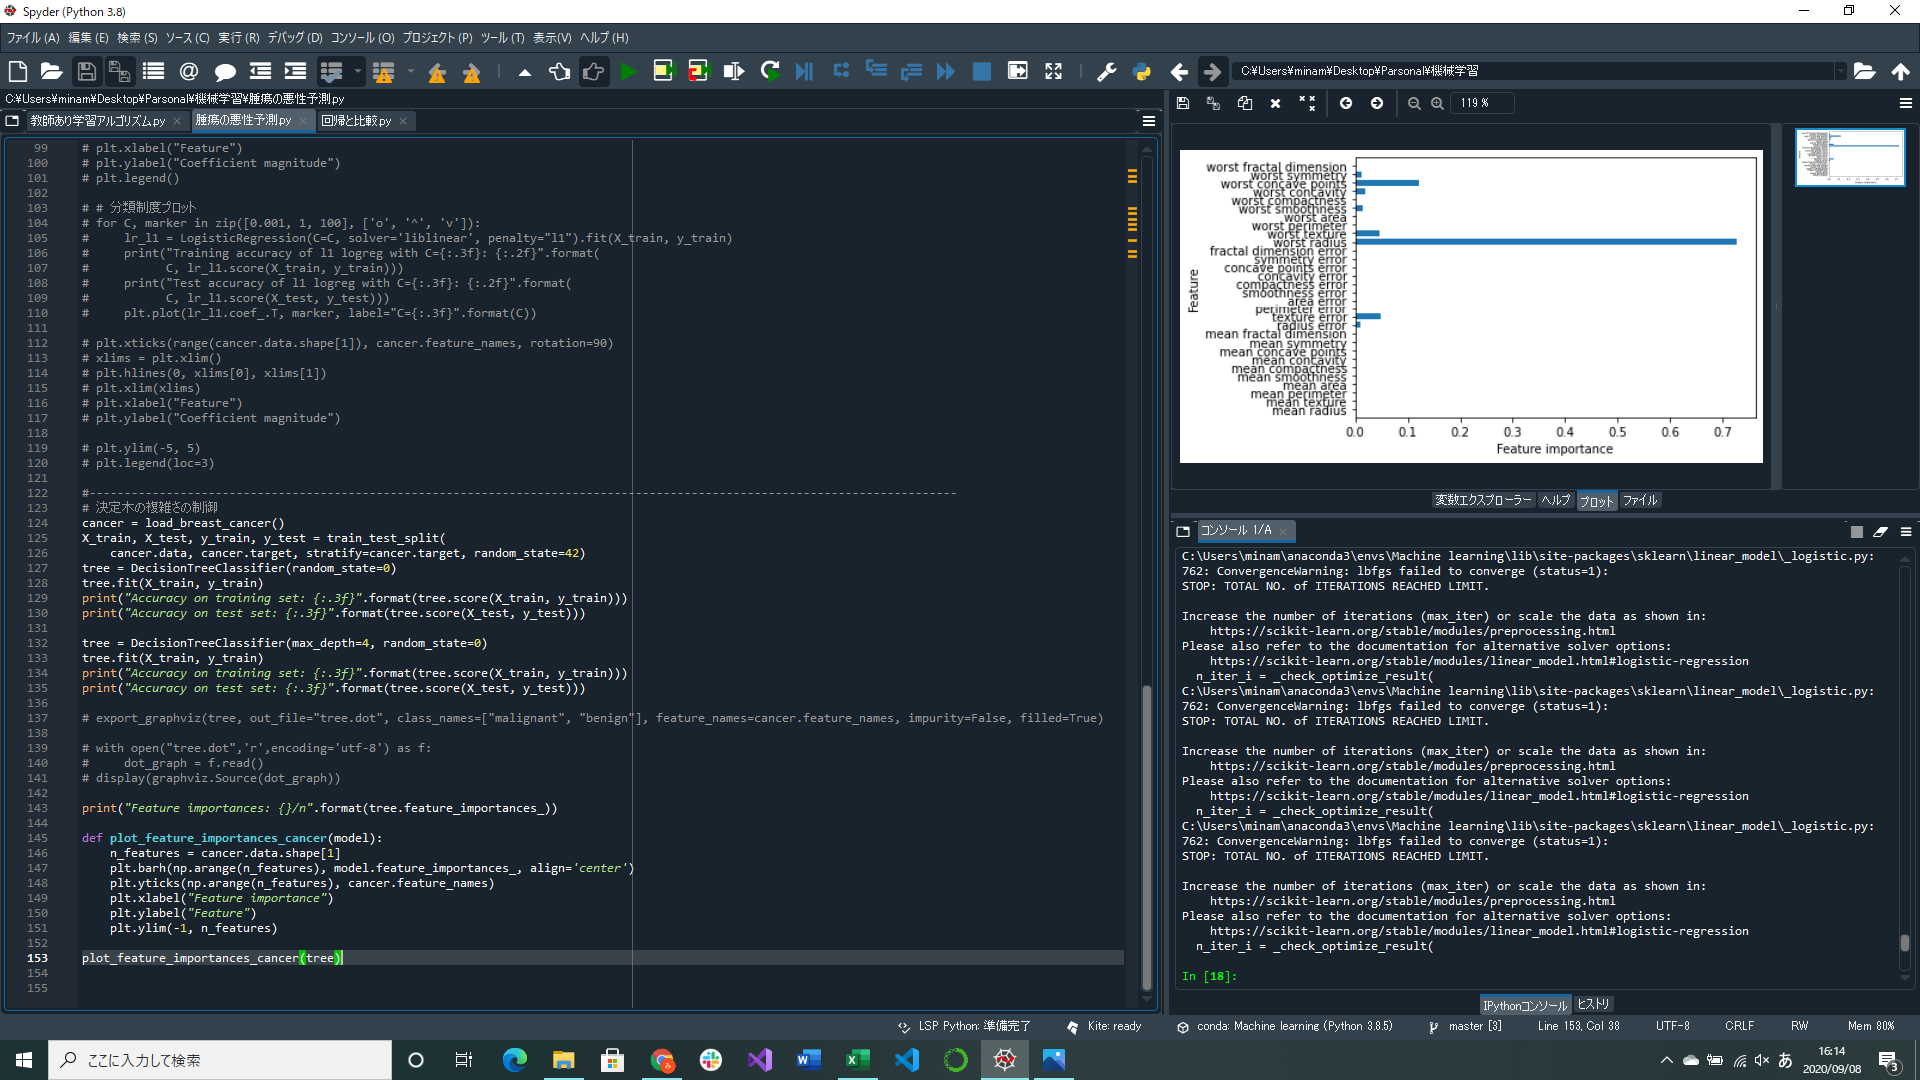 Spyder (Python 3.8)
ファイル (A) 編集 (E) 検索 (S) ソース (C) 実行 (R) デバッグ (D) コンソール (O) プロジェクト (P) ツール (T) 表示(V) ヘルプ (H)
C:¥Users¥minam¥Desktop¥Parsonal¥機械学習
C:¥Users¥minam¥Desktop¥Parsonal¥機械学習¥腫瘍の悪性予測.py
教師あり学習アルゴリズム.py 腫瘍の悪性予測.py 回帰と比較.py
99 # plt.xlabel("Feature")
100 # plt.ylabel("Coefficient magnitude")
101 # plt.legend()
102
103 # # 分類制度プロット
104 # for C, marker in zip([0.001, 1, 100], ['o', '^', 'v']):
105 #     lr_l1 = LogisticRegression(C=C, solver='liblinear', penalty="l1").fit(X_train, y_train)
106 #     print("Training accuracy of l1 logreg with C={:.3f}: {:.2f}".format(
107 #           C, lr_l1.score(X_train, y_train)))
108 #     print("Test accuracy of l1 logreg with C={:.3f}: {:.2f}".format(
109 #           C, lr_l1.score(X_test, y_test)))
110 #     plt.plot(lr_l1.coef_.T, marker, label="C={:.3f}".format(C))
111
112 # plt.xticks(range(cancer.data.shape[1]), cancer.feature_names, rotation=90)
113 # xlims = plt.xlim()
114 # plt.hlines(0, xlims[0], xlims[1])
115 # plt.xlim(xlims)
116 # plt.xlabel("Feature")
117 # plt.ylabel("Coefficient magnitude")
118
119 # plt.ylim(-5, 5)
120 # plt.legend(loc=3)
121
122 #---------------------------------------------------------------------------------------------------------------------------
123 # 決定木の複雑さの制御
124 cancer = load_breast_cancer()
125 X_train, X_test, y_train, y_test = train_test_split(
126     cancer.data, cancer.target, stratify=cancer.target, random_state=42)
127 tree = DecisionTreeClassifier(random_state=0)
128 tree.fit(X_train, y_train)
129 print("Accuracy on training set: {:.3f}".format(tree.score(X_train, y_train)))
130 print("Accuracy on test set: {:.3f}".format(tree.score(X_test, y_test)))
131
132 tree = DecisionTreeClassifier(max_depth=4, random_state=0)
133 tree.fit(X_train, y_train)
134 print("Accuracy on training set: {:.3f}".format(tree.score(X_train, y_train)))
135 print("Accuracy on test set: {:.3f}".format(tree.score(X_test, y_test)))
136
137 # export_graphviz(tree, out_file="tree.dot", class_names=["malignant", "benign"], feature_names=cancer.feature_names, impurity=False, filled=True)
138
139 # with open("tree.dot",'r',encoding='utf-8') as f:
140 #     dot_graph = f.read()
141 # display(graphviz.Source(dot_graph))
142
143 print("Feature importances: {}/n".format(tree.feature_importances_))
144
145 def plot_feature_importances_cancer(model):
146     n_features = cancer.data.shape[1]
147     plt.barh(np.arange(n_features), model.feature_importances_, align='center')
148     plt.yticks(np.arange(n_features), cancer.feature_names)
149     plt.xlabel("Feature importance")
150     plt.ylabel("Feature")
151     plt.ylim(-1, n_features)
152
153 plot_feature_importances_cancer(tree)
154
155
119 %
worst fractal dimension
worst symmetry
worst concave points
worst concavity
worst compactness
worst smoothness
worst area
worst perimeter
worst texture
worst radius
fractal dimension error
symmetry error
concave points error
concavity error
compactness error
smoothness error
area error
perimeter error
texture error
radius error
mean fractal dimension
mean symmetry
mean concave points
mean concavity
mean compactness
mean smoothness
mean area
mean perimeter
mean texture
mean radius
Feature
0.0 0.1 0.2 0.3 0.4 0.5 0.6 0.7
Feature importance
変数エクスプローラー ヘルプ プロット ファイル
コンソール 1/A
C:\Users\minam\anaconda3\envs\Machine learning\lib\site-packages\sklearn\linear_model\_logistic.py:
762: ConvergenceWarning: lbfgs failed to converge (status=1):
STOP: TOTAL NO. of ITERATIONS REACHED LIMIT.
Increase the number of iterations (max_iter) or scale the data as shown in:
https://scikit-learn.org/stable/modules/preprocessing.html
Please also refer to the documentation for alternative solver options:
https://scikit-learn.org/stable/modules/linear_model.html#logistic-regression
n_iter_i = _check_optimize_result(
C:\Users\minam\anaconda3\envs\Machine learning\lib\site-packages\sklearn\linear_model\_logistic.py:
762: ConvergenceWarning: lbfgs failed to converge (status=1):
STOP: TOTAL NO. of ITERATIONS REACHED LIMIT.
Increase the number of iterations (max_iter) or scale the data as shown in:
https://scikit-learn.org/stable/modules/preprocessing.html
Please also refer to the documentation for alternative solver options:
https://scikit-learn.org/stable/modules/linear_model.html#logistic-regression
n_iter_i = _check_optimize_result(
C:\Users\minam\anaconda3\envs\Machine learning\lib\site-packages\sklearn\linear_model\_logistic.py:
762: ConvergenceWarning: lbfgs failed to converge (status=1):
STOP: TOTAL NO. of ITERATIONS REACHED LIMIT.
Increase the number of iterations (max_iter) or scale the data as shown in:
https://scikit-learn.org/stable/modules/preprocessing.html
Please also refer to the documentation for alternative solver options:
https://scikit-learn.org/stable/modules/linear_model.html#logistic-regression
n_iter_i = _check_optimize_result(
In [18]:
IPythonコンソール ヒストリ
LSP Python: 準備完了 Kite: ready conda: Machine learning (Python 3.8.5) master [3] Line 153, Col 38 UTF-8 CRLF RW Mem 80%
ここに入力して検索
あ
16:14
2020/09/08
3